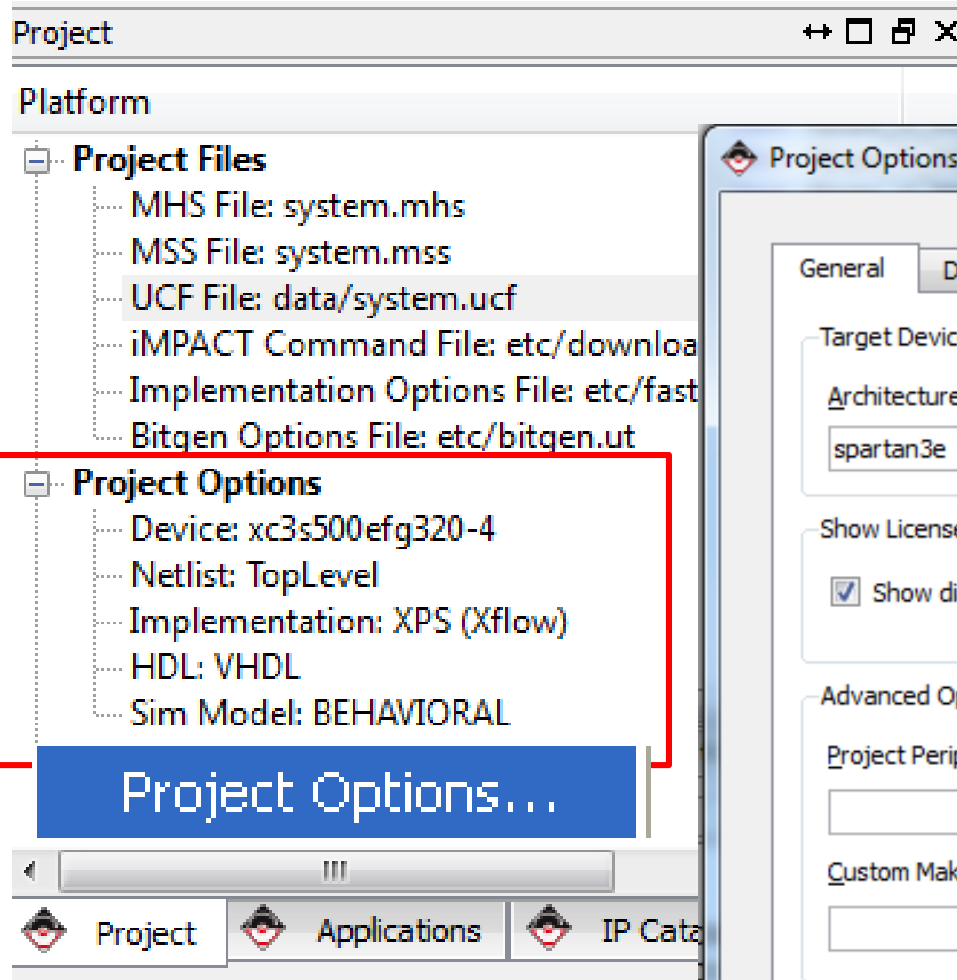 Project
Platform
Project Files
MHS File: system.mhs
MSS File: system.mss
UCF File: data/system.ucf
iMPACT Command File: etc/downloa
Implementation Options File: etc/fast
Bitgen Options File: etc/bitgen.ut
Project Options
Device: xc3s500efg320-4
Netlist: TopLevel
Implementation: XPS (Xflow)
HDL: VHDL
Sim Model: BEHAVIORAL
Project Options...
Project
Applications
IP Cata
Project Options
General
D
Target Devic
Architecture
spartan3e
Show License
Show di
Advanced Op
Project Perip
Custom Mak